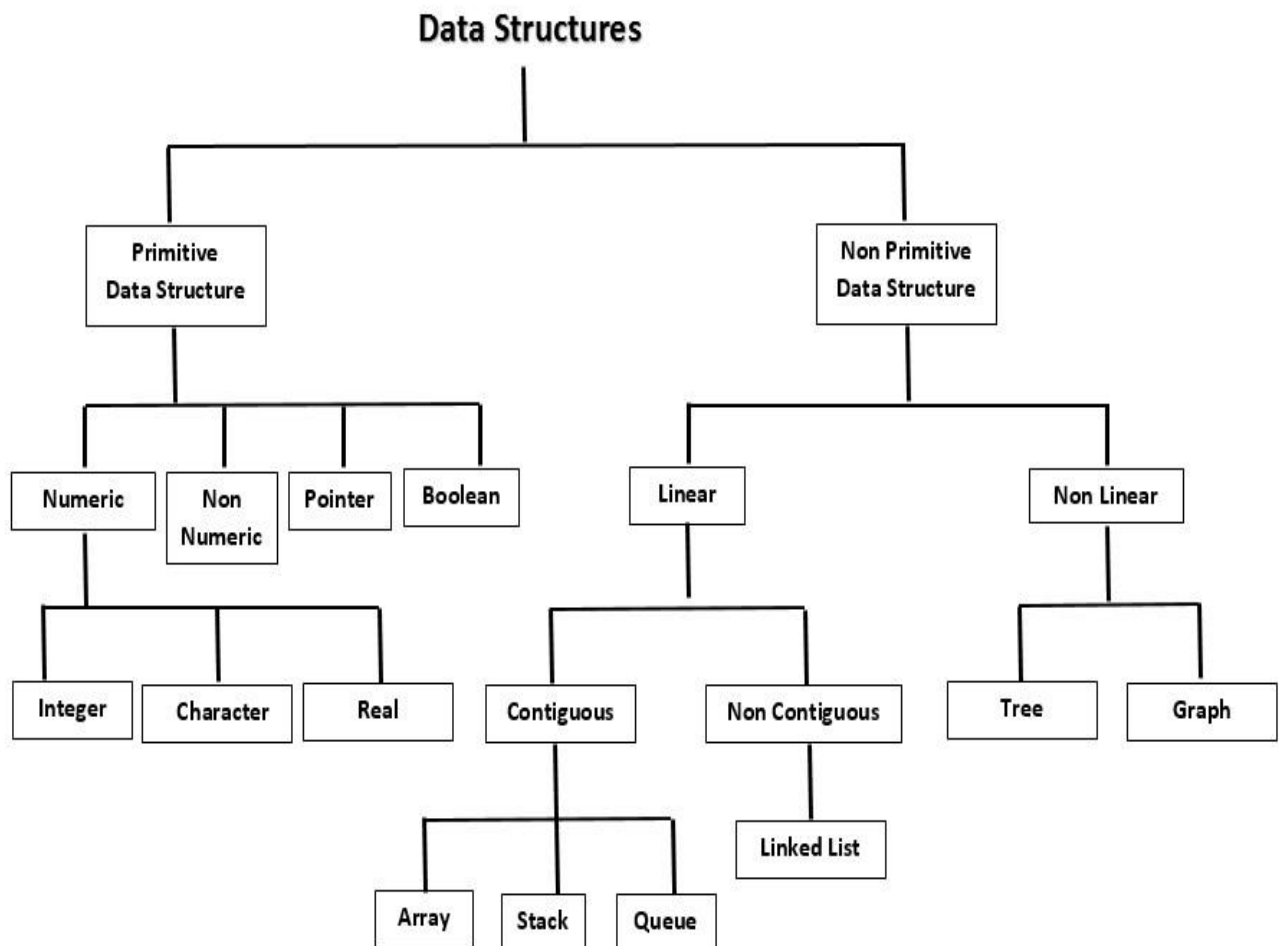 Data Structures
Primitive
Data Structure
Non Primitive
Data Structure
Numeric
Non
Numeric
Pointer
Boolean
Linear
Non Linear
Integer
Character
Real
Contiguous
Non Contiguous
Tree
Graph
Linked List
Array
Stack
Queue